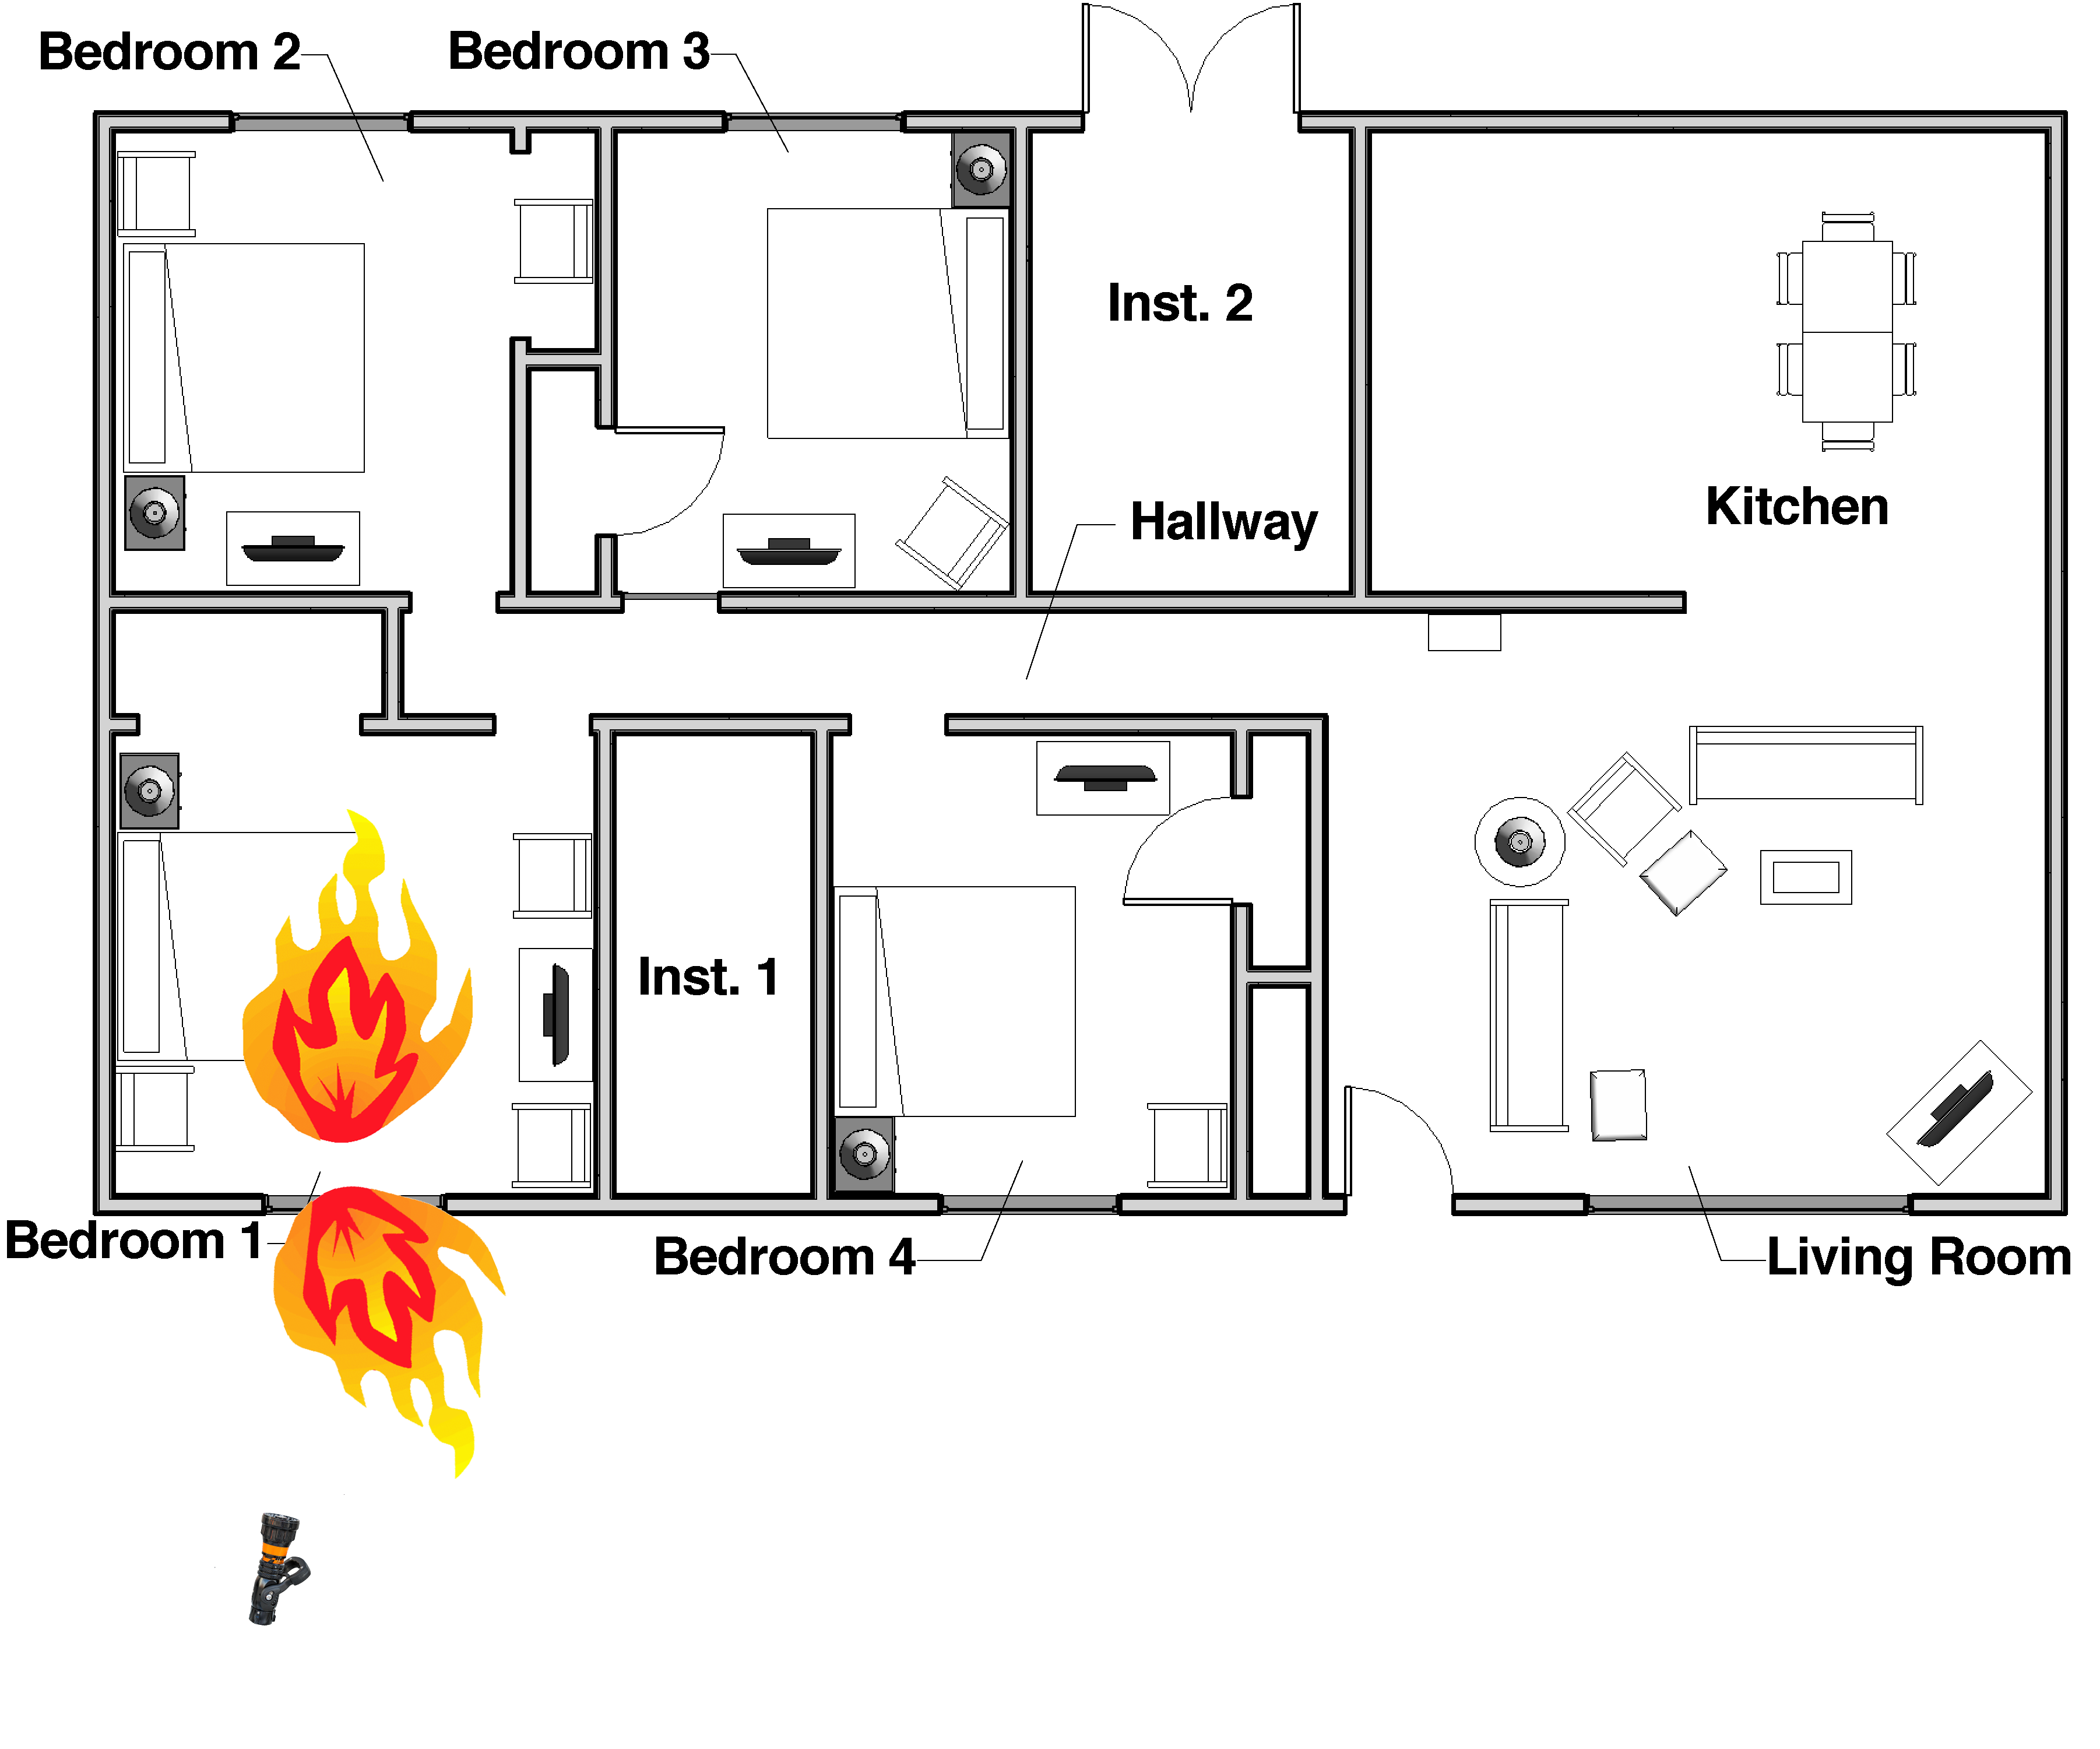 Bedroom 2
Bedroom 3
Inst. 2
Hallway
Kitchen
Inst. 1
Bedroom 1
Bedroom 4
Living Room